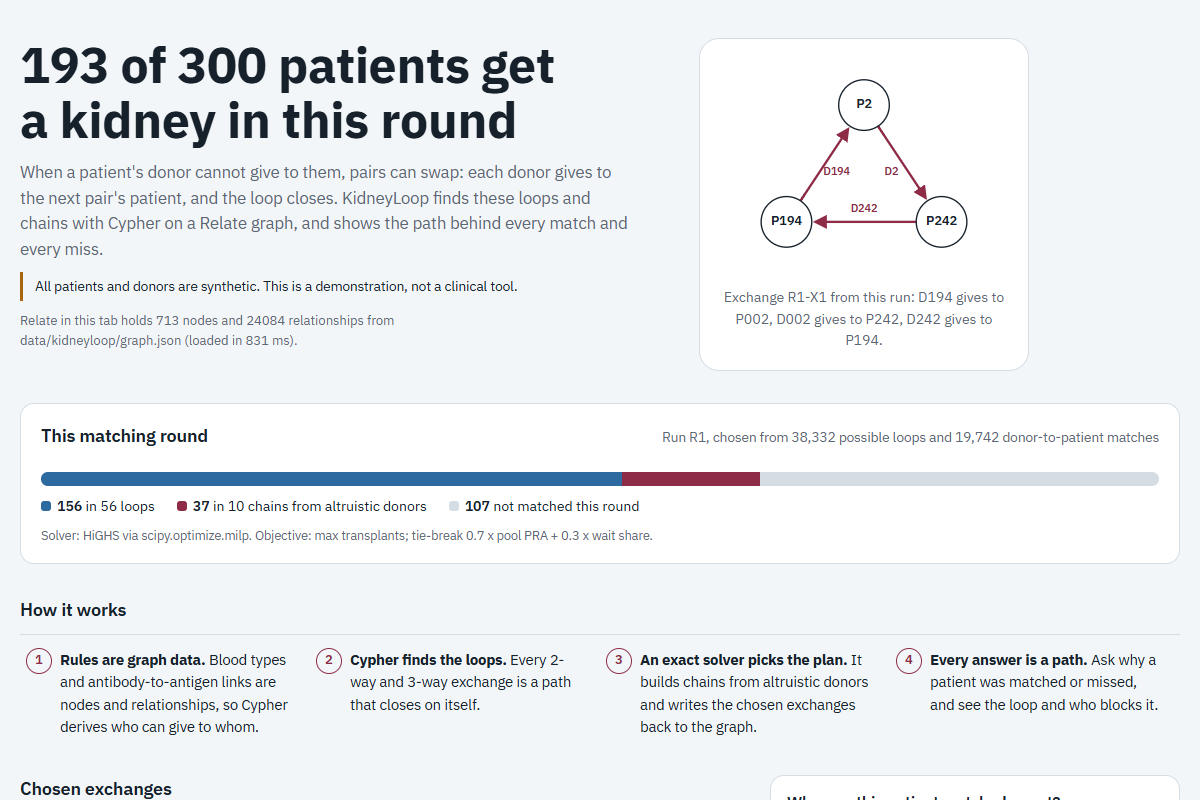 193 of 300 patients get
a kidney in this round
When a patient's donor cannot give to them, pairs can swap: each donor gives to
the next pair's patient, and the loop closes. KidneyLoop finds these loops and
chains with Cypher on a Relate graph, and shows the path behind every match and
every miss.
All patients and donors are synthetic. This is a demonstration, not a clinical tool.
Relate in this tab holds 713 nodes and 24084 relationships from
data/kidneyloop/graph.json (loaded in 831 ms).
P2
D194
D2
D242
P194
P242
Exchange R1-X1 from this run: D194 gives to
P002, D002 gives to P242, D242 gives to
P194.
This matching round
Run R1, chosen from 38,332 possible loops and 19,742 donor-to-patient matches
156 in 56 loops
37 in 10 chains from altruistic donors
107 not matched this round
Solver: HiGHS via scipy.optimize.milp. Objective: max transplants; tie-break 0.7 x pool PRA + 0.3 x wait share.
How it works
1
Rules are graph data. Blood types
and antibody-to-antigen links are
nodes and relationships, so Cypher
derives who can give to whom.
2
Cypher finds the loops. Every 2-
way and 3-way exchange is a path
that closes on itself.
3
An exact solver picks the plan. It
builds chains from altruistic donors
and writes the chosen exchanges
back to the graph.
4
Every answer is a path. Ask why a
patient was matched or missed,
and see the loop and who blocks it.
Chosen exchanges